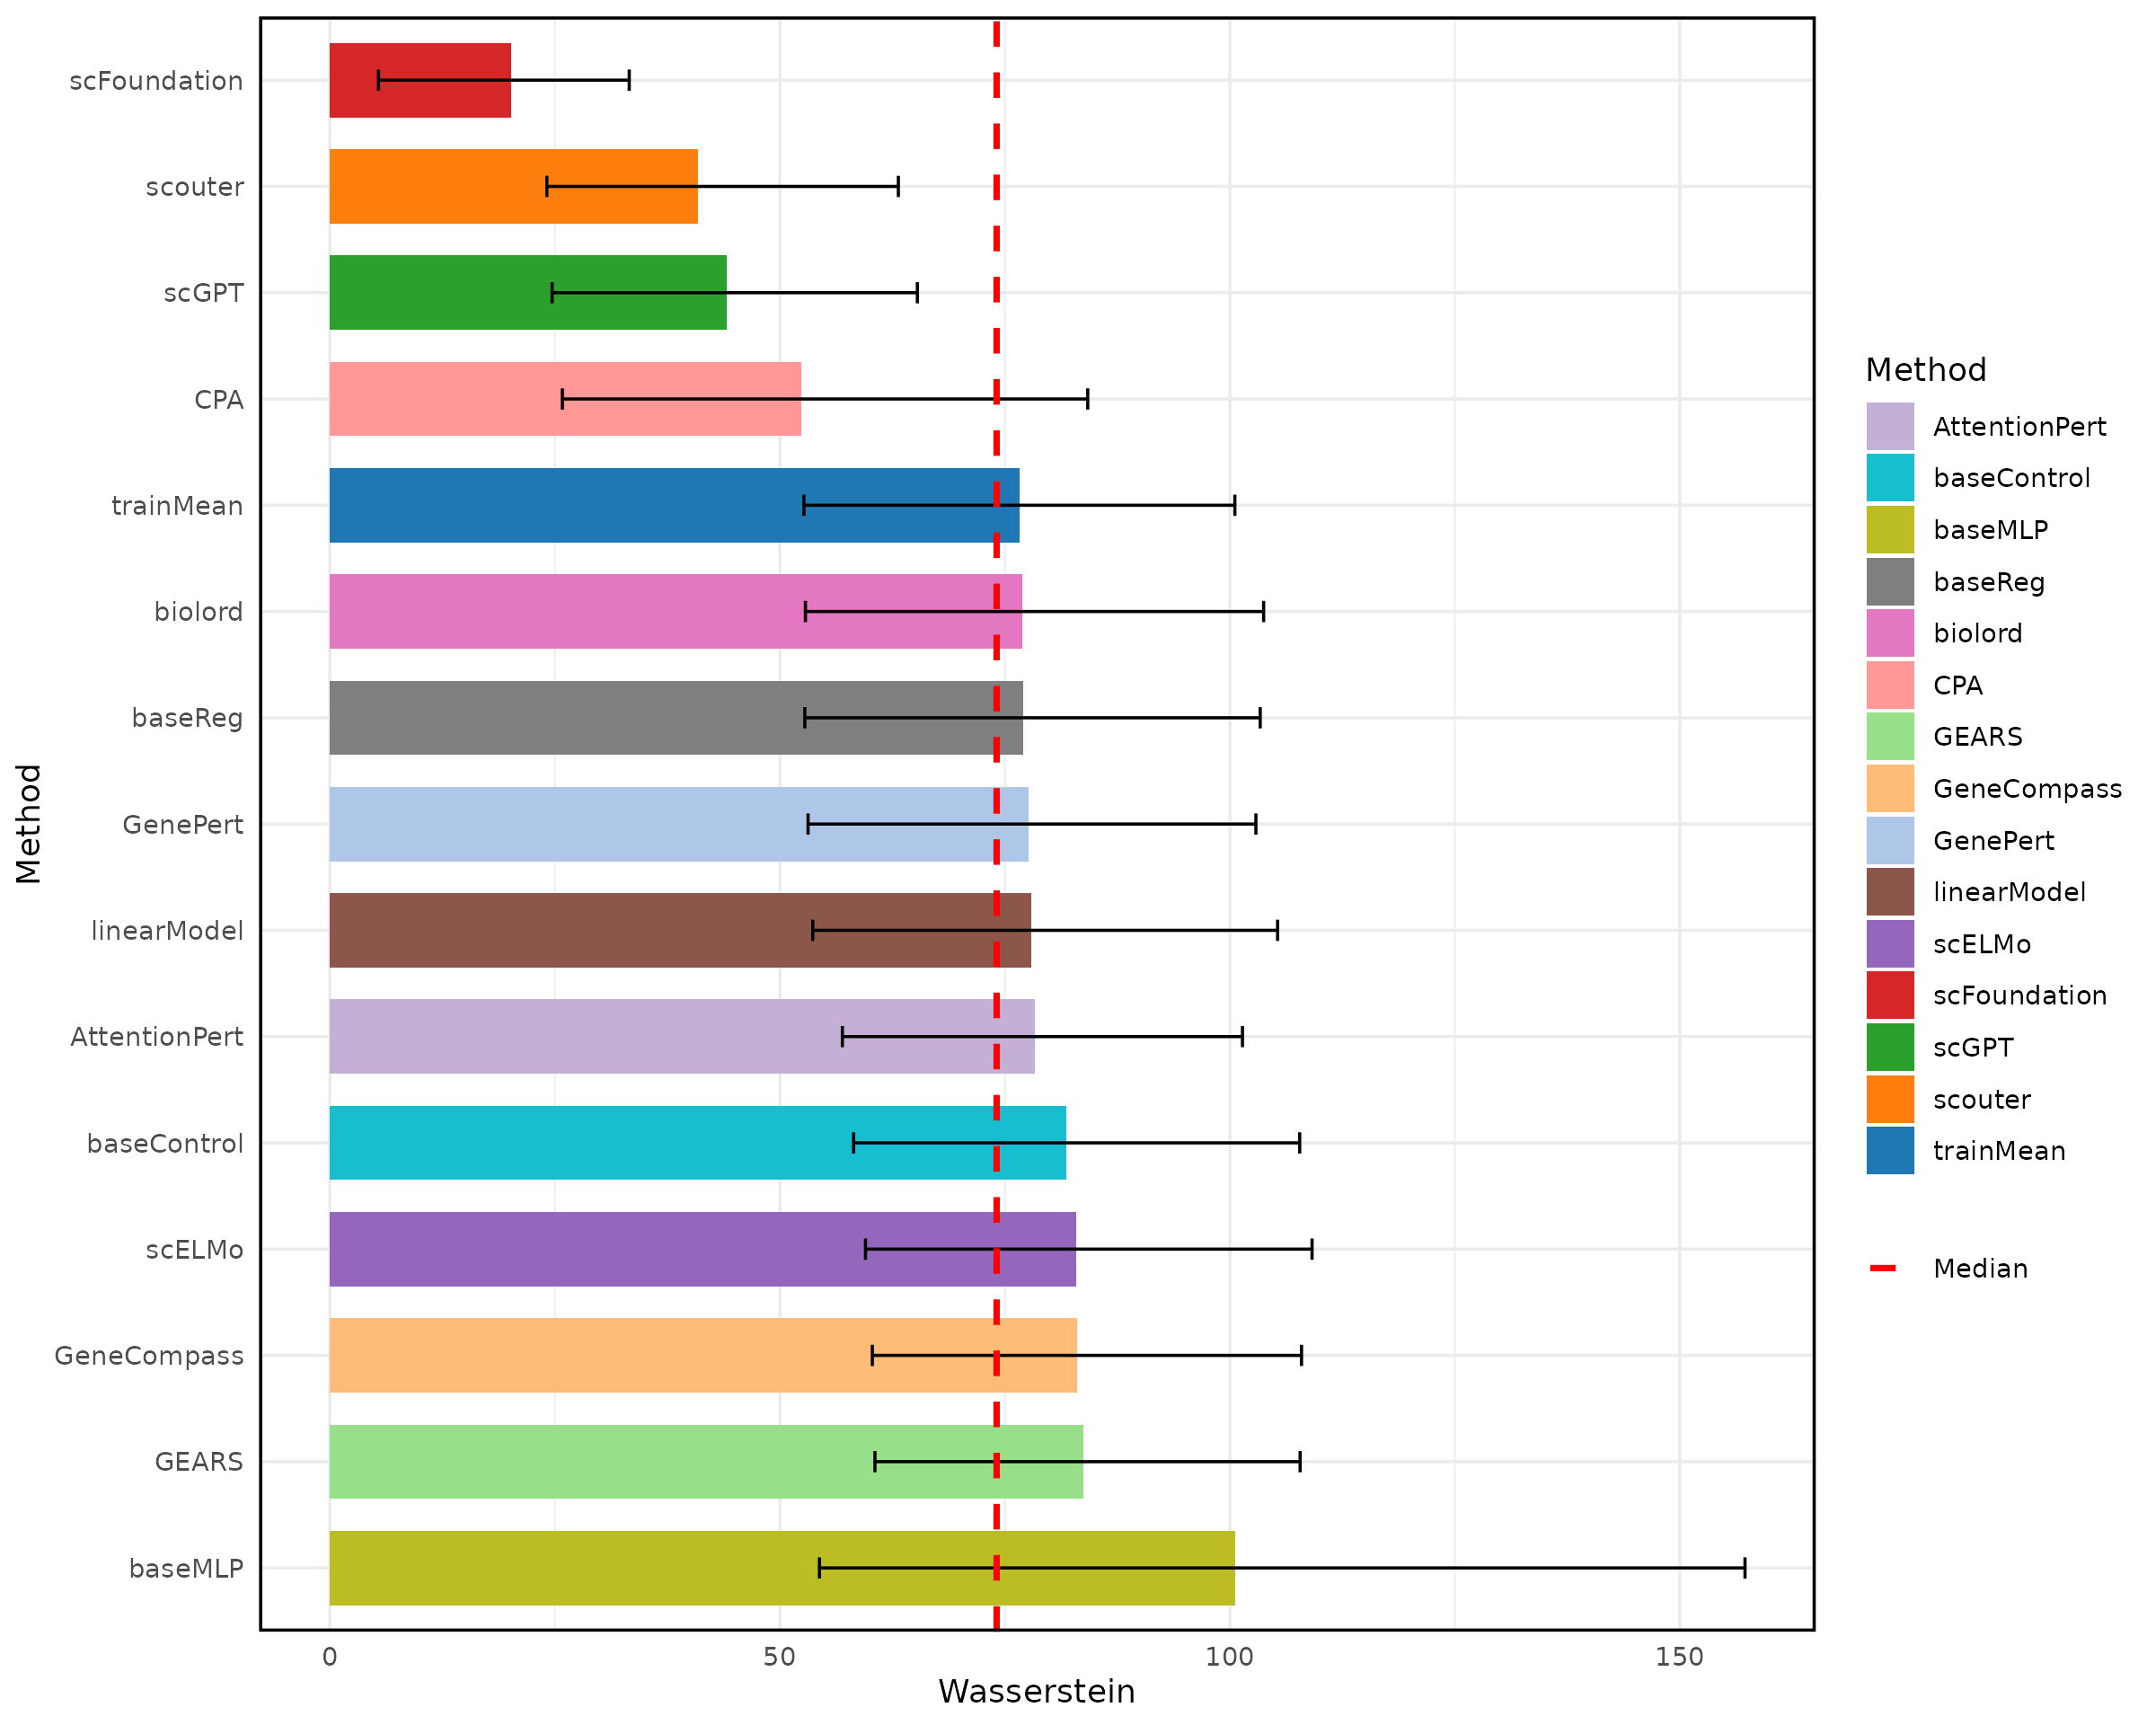 scFoundation
scouter
scGPT
CPA
trainMean
biolord
baseReg
GenePert
linearModel
AttentionPert
baseControl
scELMo
GeneCompass
GEARS
baseMLP
Method
0 50 100 150
Wasserstein
Method
AttentionPert
baseControl
baseMLP
baseReg
biolord
CPA
GEARS
GeneCompass
GenePert
linearModel
scELMo
scFoundation
scGPT
scouter
trainMean
Median